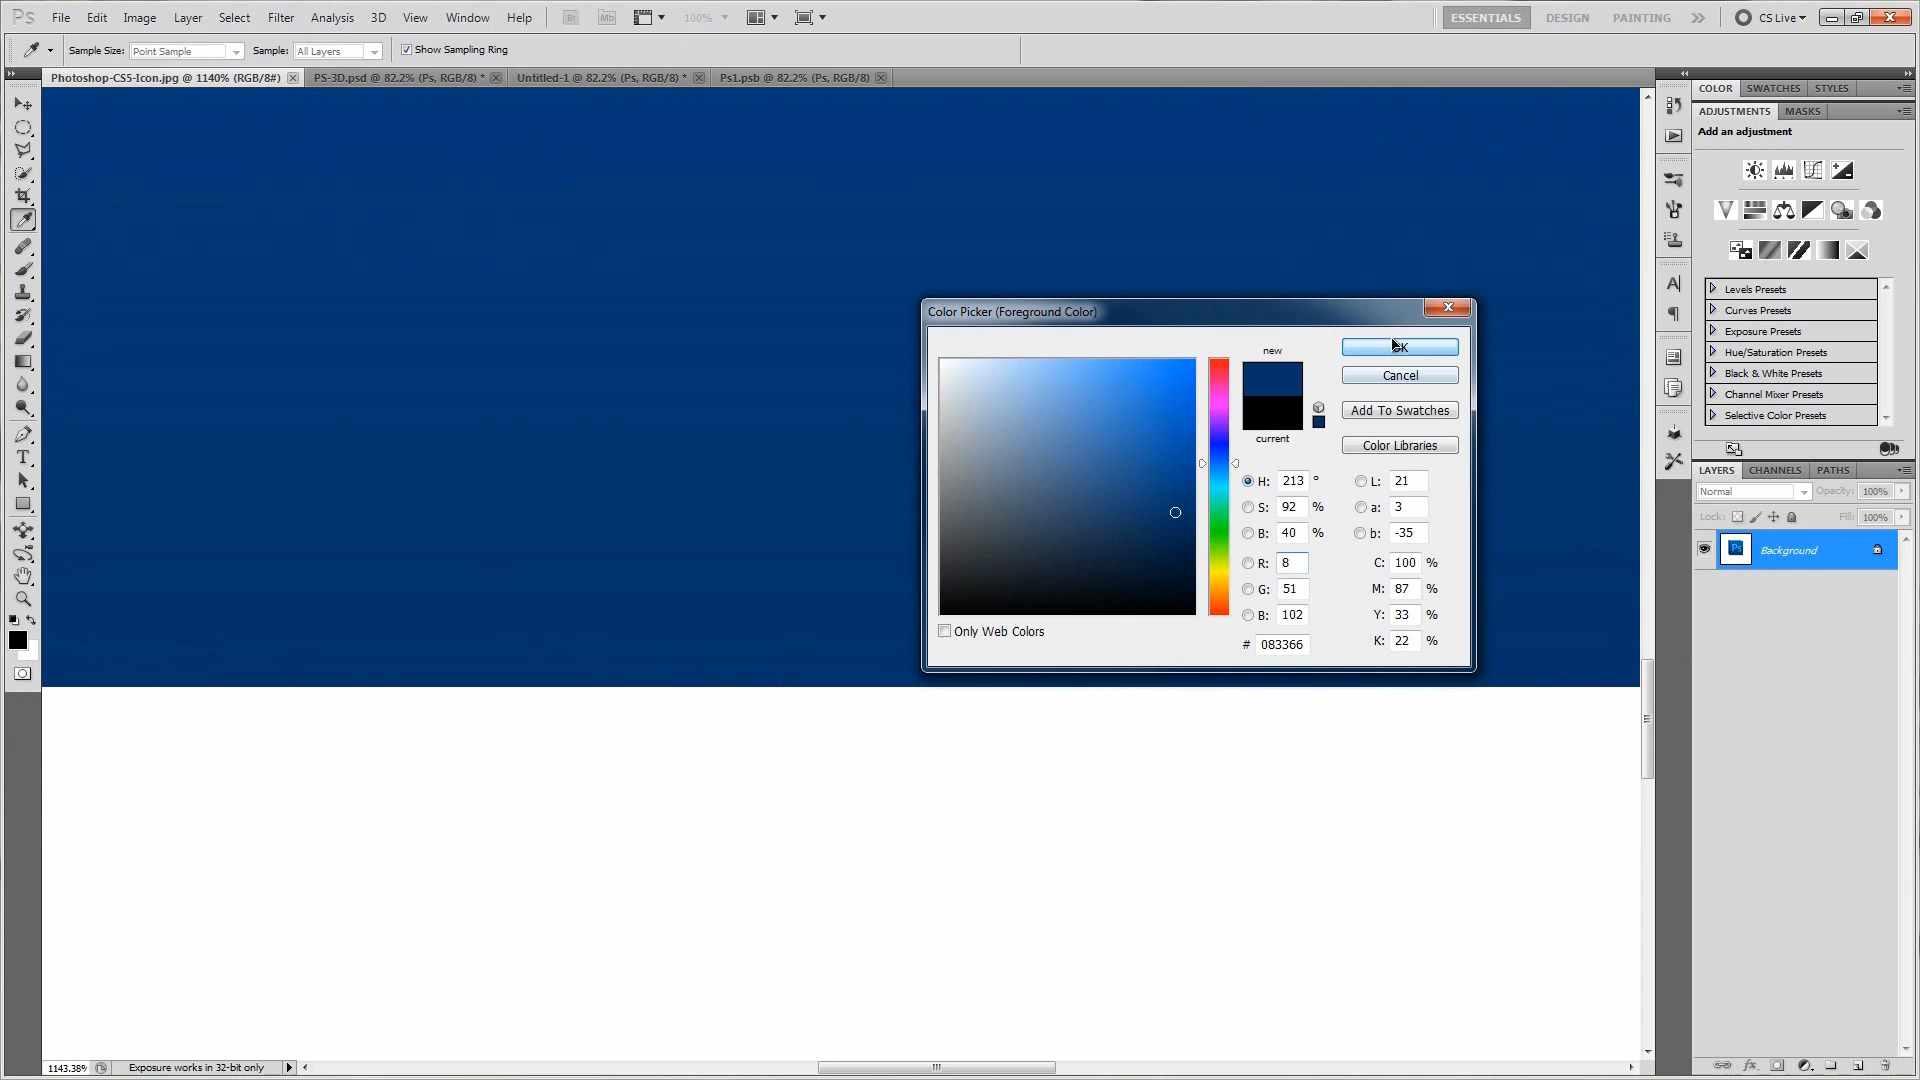 Ps File Edit Image Layer Select Filter Analysis 3D View Window Help Br Mb 100% ESSENTIALS DESIGN PAINTING CS Live
Sample Size: Point Sample Sample: All Layers Show Sampling Ring
Photoshop-CS5-Icon.jpg @ 1140% (RGB/8#) PS-3D.psd @ 82.2% (Ps, RGB/8) * Untitled-1 @ 82.2% (Ps, RGB/8) * Ps1.psb @ 82.2% (Ps, RGB/8)
COLOR SWATCHES STYLES
ADJUSTMENTS MASKS
Add an adjustment
Levels Presets
Curves Presets
Exposure Presets
Hue/Saturation Presets
Black & White Presets
Channel Mixer Presets
Selective Color Presets
LAYERS CHANNELS PATHS
Normal Opacity: 100%
Lock: Fill: 100%
Ps Background
Color Picker (Foreground Color)
new
OK
Cancel
Add To Swatches
current
Color Libraries
H: 213 ° L: 21
S: 92 % a: 3
B: 40 % b: -35
R: 8 C: 100 %
G: 51 M: 87 %
B: 102 Y: 33 %
# 083366 K: 22 %
Only Web Colors
1143.38% Exposure works in 32-bit only